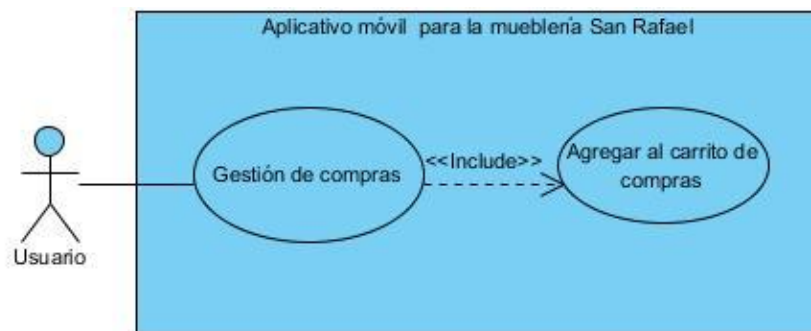 Aplicativo móvil para la mueblería San Rafael
Gestión de compras
<<Include>>
Agregar al carrito de
compras
Usuario